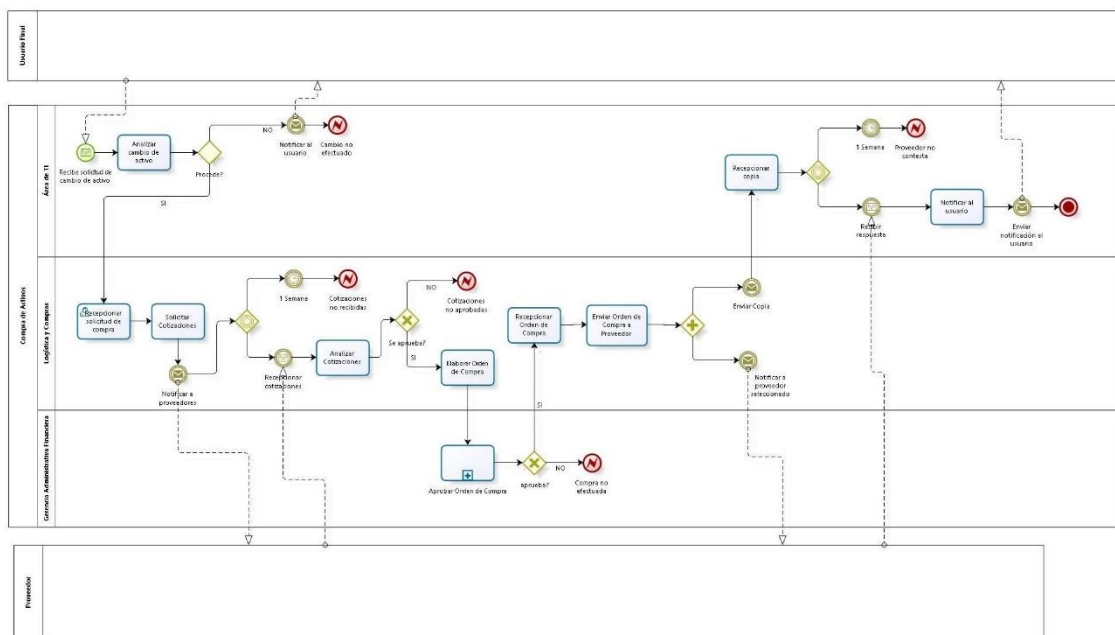 Usuario Final
Compra de Activos
Área de TI
Recibe solicitud de
cambio de activo
Analizar
cambio de
activo
Procede?
NO
SI
Notificar al
usuario
Cambio no
efectuado
Recepcionar
copia
1 Semana
Proveedor no
contesta
Recibir
respuesta
Notificar al
usuario
Enviar
notificación al
usuario
Logística y Compras
Recepcionar
solicitud de
compra
Solicitar
Cotizaciones
Notificar a
proveedores
1 Semana
Cotizaciones
no recibidas
Recepcionar
cotizaciones
Analizar
Cotizaciones
Se aprueba?
NO
SI
Cotizaciones
no aprobadas
Elaborar Orden
de Compra
Recepcionar
Orden de
Compra
Enviar Orden de
Compra a
Proveedor
Enviar Copia
Notificar a
proveedor
seleccionado
Gerencia Administrativa Financiera
Aprobar Orden de Compra
aprueba?
SI
NO
Compra no
efectuada
Proveedor